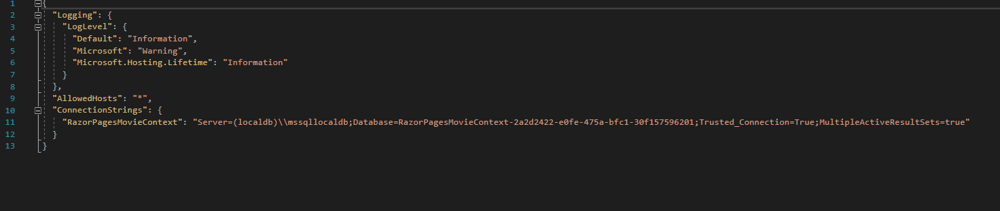 1 {
2 "Logging": {
3 "LogLevel": {
4 "Default": "Information",
5 "Microsoft": "Warning",
6 "Microsoft.Hosting.Lifetime": "Information"
7 }
8 },
9 "AllowedHosts": "*",
10 "ConnectionStrings": {
11 "RazorPagesMovieContext": "Server=(localdb)\\mssqllocaldb;Database=RazorPagesMovieContext-2a2d2422-e0fe-475a-bfc1-30f157596201;Trusted_Connection=True;MultipleActiveResultSets=true"
12 }
13 }